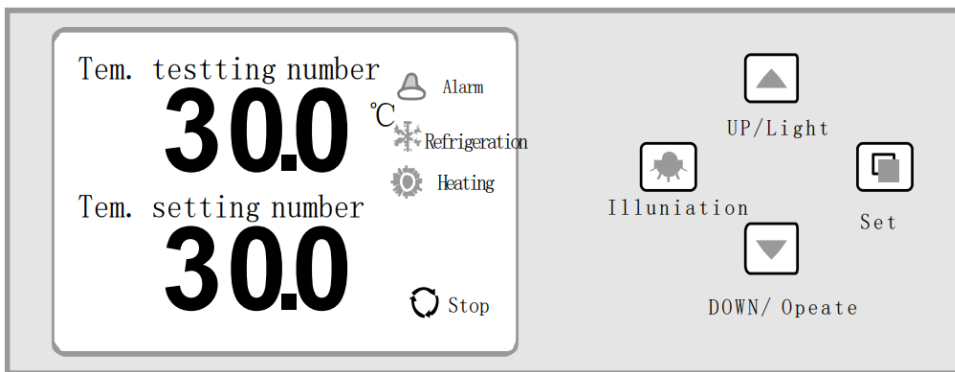 Tem. testting number
30.0 ℃
Alarm
Refrigeration
Heating
Tem. setting number
30.0
Stop
UP/Light
Illuniation
Set
DOWN/ Opeate